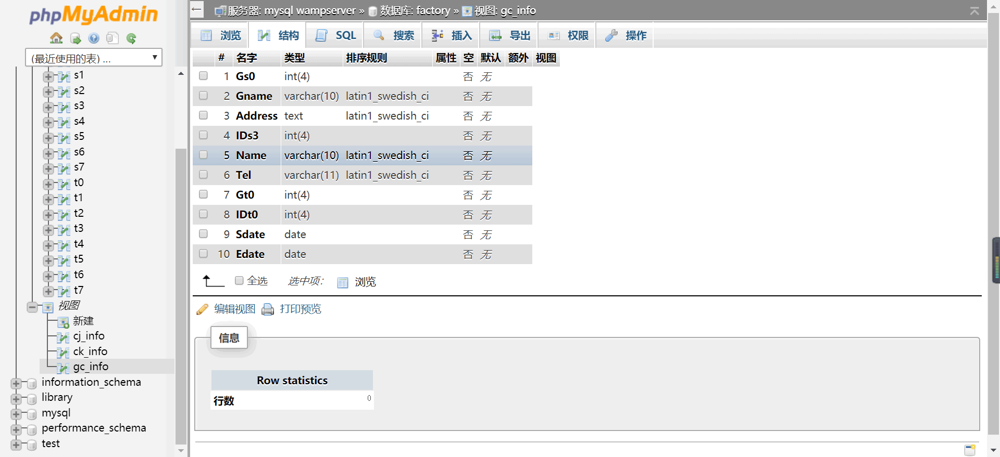 phpMyAdmin
(最近使用的表) ...
s1
s2
s3
s4
s5
s6
s7
t0
t1
t2
t3
t4
t5
t6
t7
视图
新建
cj_info
ck_info
gc_info
information_schema
library
mysql
performance_schema
test
服务器: mysql wampserver » 数据库: factory » 视图: gc_info
浏览 结构 SQL 搜索 插入 导出 权限 操作
# 名字 类型 排序规则 属性 空 默认 额外 视图
1 Gs0 int(4) 否 无
2 Gname varchar(10) latin1_swedish_ci 否 无
3 Address text latin1_swedish_ci 否 无
4 IDs3 int(4) 否 无
5 Name varchar(10) latin1_swedish_ci 否 无
6 Tel varchar(11) latin1_swedish_ci 否 无
7 Gt0 int(4) 否 无
8 IDt0 int(4) 否 无
9 Sdate date 否 无
10 Edate date 否 无
全选 选中项: 浏览
编辑视图 打印预览
信息
Row statistics
行数 0